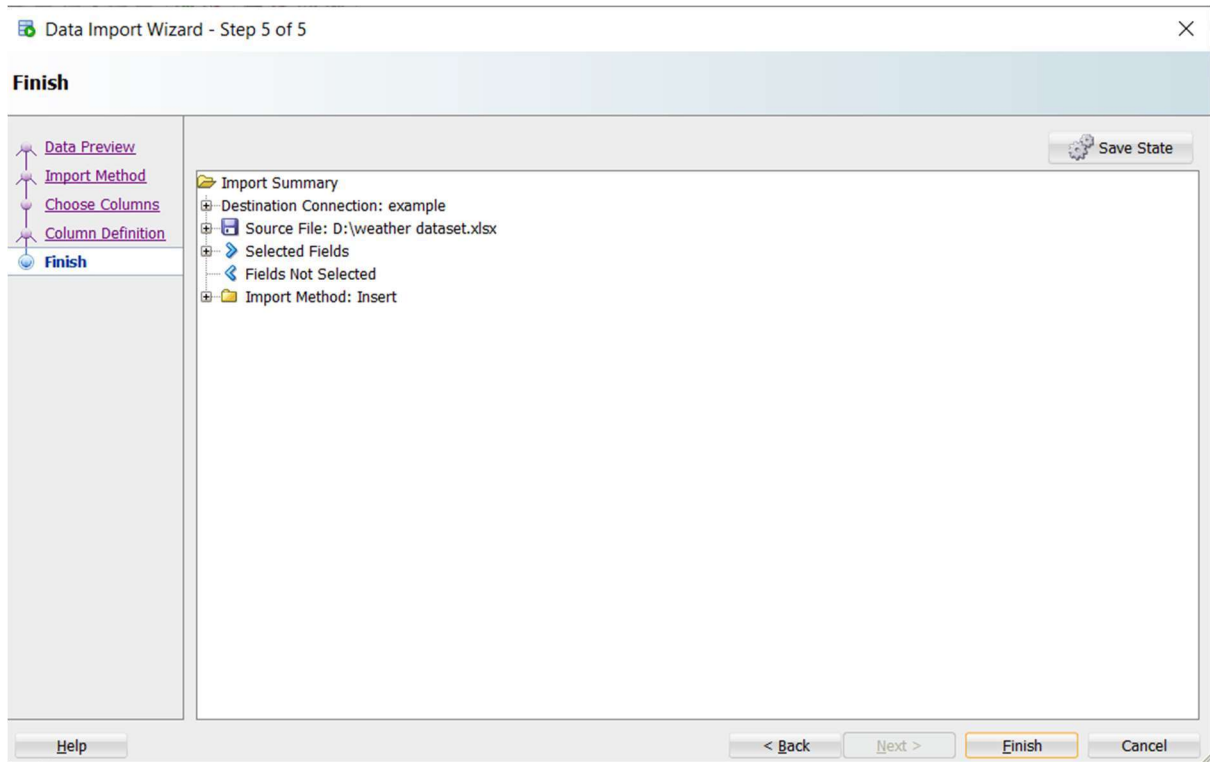 Data Import Wizard - Step 5 of 5
Finish
Data Preview
Import Method
Choose Columns
Column Definition
Finish
Save State
Import Summary
Destination Connection: example
Source File: D:\weather dataset.xlsx
Selected Fields
Fields Not Selected
Import Method: Insert
Help
< Back
Next >
Finish
Cancel